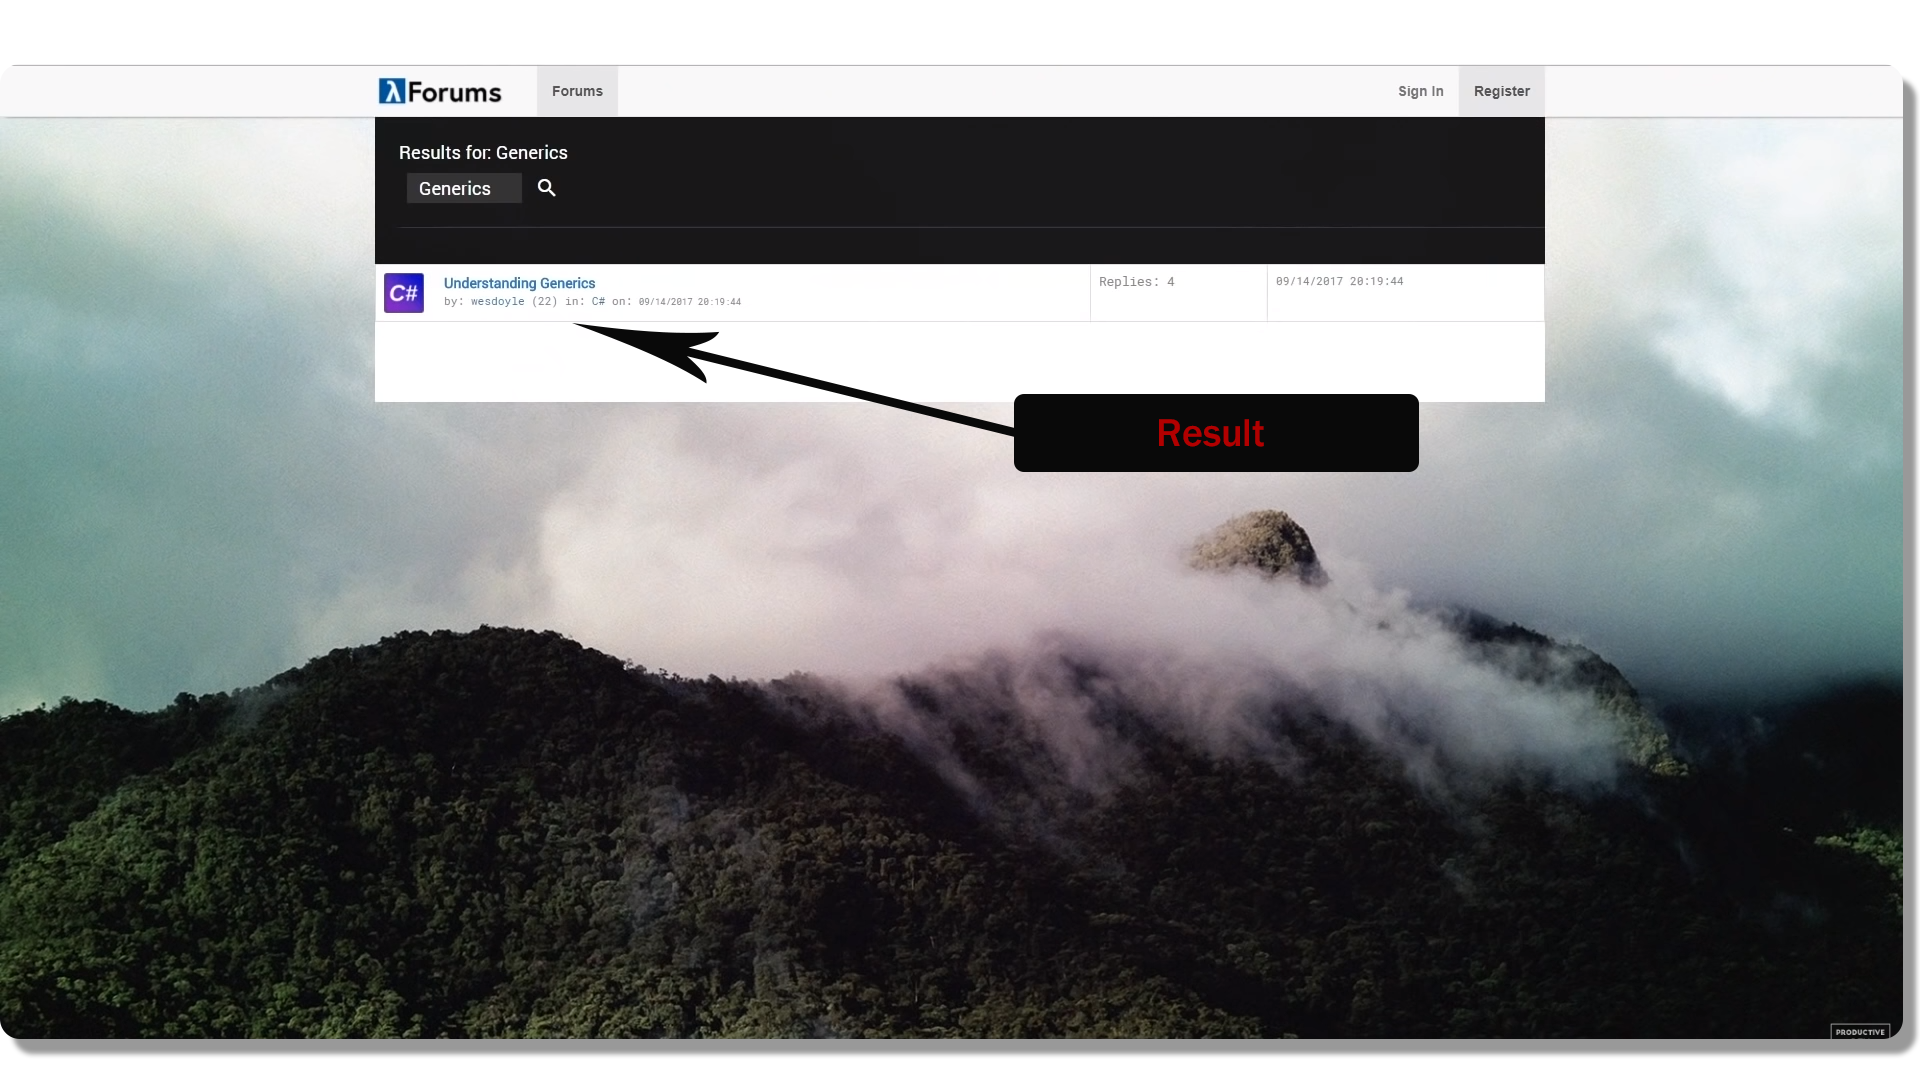 λForums
Forums
Sign In
Register
Results for: Generics
Generics
C#
Understanding Generics
by: wesdoyle (22) in: C# on: 09/14/2017 20:19:44
Replies: 4
09/14/2017 20:19:44
Result
PRODUCTIVE